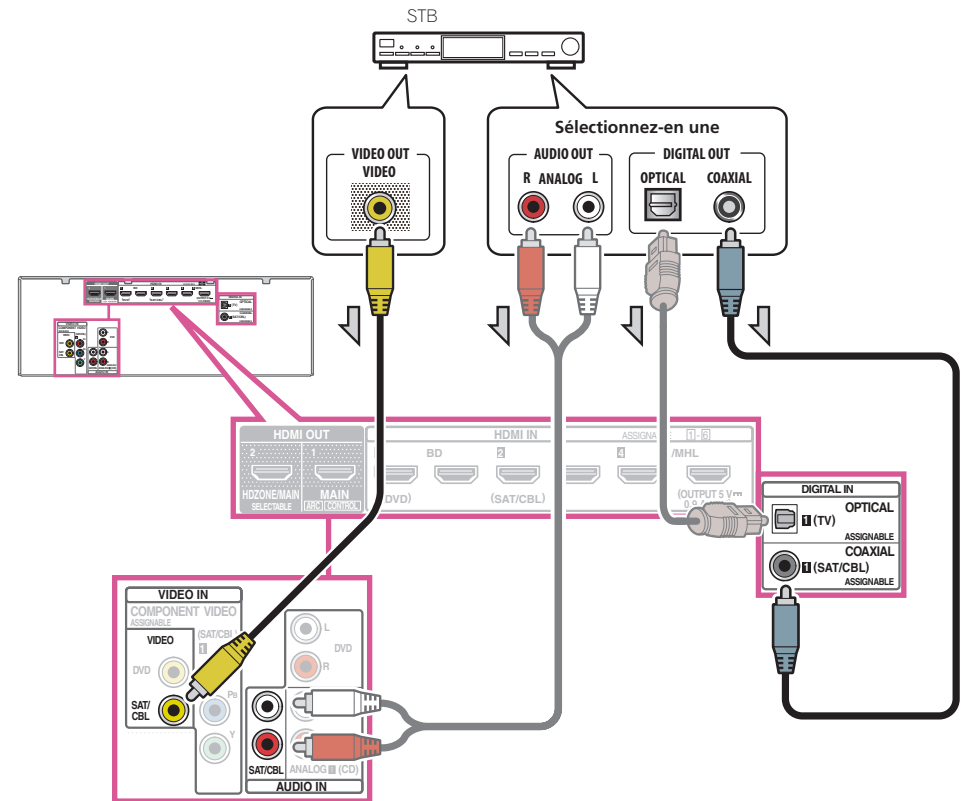 STB
Sélectionnez-en une
VIDEO OUT
VIDEO
AUDIO OUT
R ANALOG L
DIGITAL OUT
OPTICAL
COAXIAL
HDMI OUT
2
1
HDZONE/MAIN
SELECTABLE
MAIN
ARC CONTROL
HDMI IN
ASSIGNA
1-6
BD
2
4
/MHL
DVD)
(SAT/CBL)
(OUTPUT 5 V
DIGITAL IN
OPTICAL
1 (TV)
ASSIGNABLE
COAXIAL
1 (SAT/CBL)
ASSIGNABLE
VIDEO IN
COMPONENT VIDEO
ASSIGNABLE
VIDEO
(SAT/CBL)
1
DVD
SAT/
CBL
PB
Y
L
DVD
R
SAT/CBL
ANALOG 1 (CD)
AUDIO IN